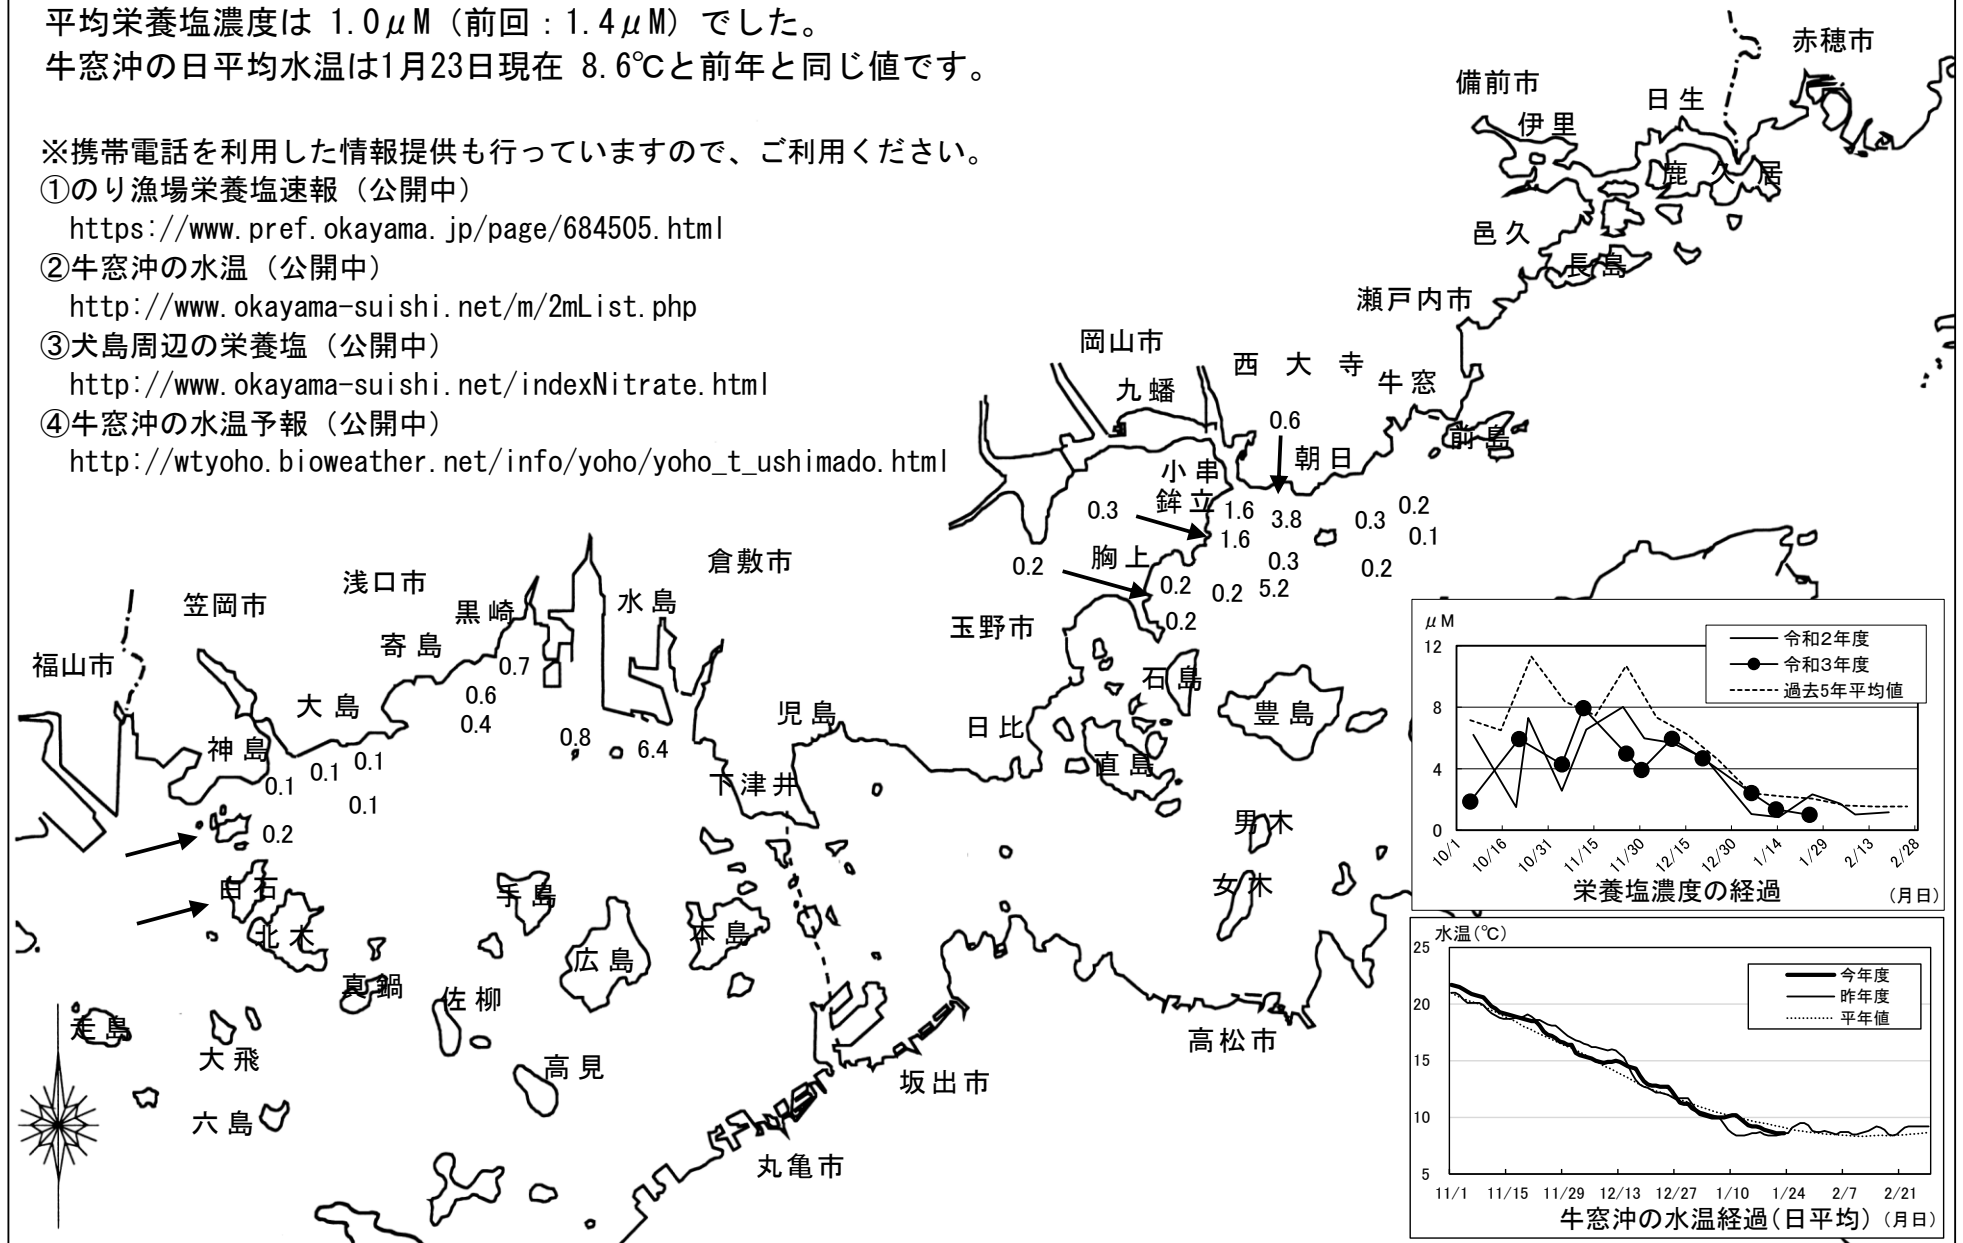 平均栄養塩濃度は 1.0μM（前回：1.4μM）でした。
牛窓沖の日平均水温は1月23日現在 8.6℃と前年と同じ値です。
※携帯電話を利用した情報提供も行っていますので、ご利用ください。
①のり漁場栄養塩速報（公開中）
https://www.pref.okayama.jp/page/684505.html
②牛窓沖の水温（公開中）
http://www.okayama-suishi.net/m/2mList.php
③犬島周辺の栄養塩（公開中）
http://www.okayama-suishi.net/indexNitrate.html
④牛窓沖の水温予報（公開中）
http://wtyoho.bioweather.net/info/yoho/yoho_t_ushimado.html
赤穂市
備前市
日生
伊里
鹿久居
邑久
長島
瀬戸内市
岡山市
西大寺
九蟠
牛窓
0.6
前島
朝日
小串
鉾立
0.3
1.6
3.8
0.3
0.2
1.6
0.1
胸上
0.2
0.3
0.2
0.2
0.2
5.2
0.2
倉敷市
浅口市
笠岡市
水島
黒崎
玉野市
寄島
福山市
0.7
石島
0.6
大島
0.4
児島
日比
豊島
神島
0.8
6.4
直島
0.1
0.1
0.1
下津井
0.1
0.2
男木
白石
手島
女木
北木
本島
広島
真鍋
佐柳
走島
大飛
高見
高松市
坂出市
六島
丸亀市
μM
12
8
4
0
令和2年度
令和3年度
過去5年平均値
10/1
10/16
10/31
11/15
11/30
12/15
12/30
1/14
1/29
2/13
2/28
栄養塩濃度の経過
（月日）
水温（℃）
25
20
15
10
5
今年度
昨年度
平年値
11/1
11/15
11/29
12/13
12/27
1/10
1/24
2/7
2/21
牛窓沖の水温経過（日平均）（月日）